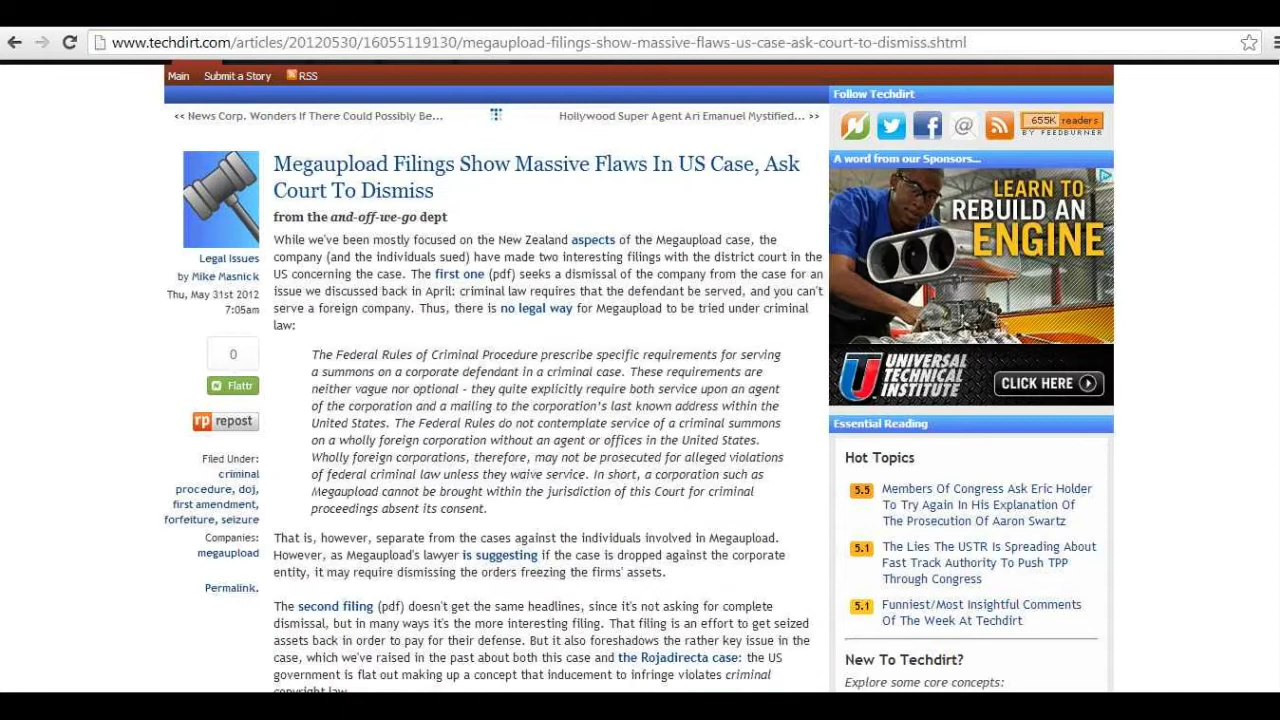 www.techdirt.com/articles/20120530/16055119130/megaupload-filings-show-massive-flaws-us-case-ask-court-to-dismiss.shtml
Main Submit a Story RSS
<< News Corp. Wonders If There Could Possibly Be...
Hollywood Super Agent Ari Emanuel Mystified... >>
Megaupload Filings Show Massive Flaws In US Case, Ask
Court To Dismiss
from the and-off-we-go dept
Legal Issues
by Mike Masnick
Thu, May 31st 2012
7:05am
0
Flattr
rp repost
Filed Under:
criminal
procedure, doj,
first amendment,
forfeiture, seizure
Companies:
megaupload
Permalink.
While we've been mostly focused on the New Zealand aspects of the Megaupload case, the
company (and the individuals sued) have made two interesting filings with the district court in the
US concerning the case. The first one (pdf) seeks a dismissal of the company from the case for an
issue we discussed back in April: criminal law requires that the defendant be served, and you can't
serve a foreign company. Thus, there is no legal way for Megaupload to be tried under criminal
law:
The Federal Rules of Criminal Procedure prescribe specific requirements for serving
a summons on a corporate defendant in a criminal case. These requirements are
neither vague nor optional - they quite explicitly require both service upon an agent
of the corporation and a mailing to the corporation's last known address within the
United States. The Federal Rules do not contemplate service of a criminal summons
on a wholly foreign corporation without an agent or offices in the United States.
Wholly foreign corporations, therefore, may not be prosecuted for alleged violations
of federal criminal law unless they waive service. In short, a corporation such as
Megaupload cannot be brought within the jurisdiction of this Court for criminal
proceedings absent its consent.
That is, however, separate from the cases against the individuals involved in Megaupload.
However, as Megaupload's lawyer is suggesting if the case is dropped against the corporate
entity, it may require dismissing the orders freezing the firms' assets.
The second filing (pdf) doesn't get the same headlines, since it's not asking for complete
dismissal, but in many ways it's the more interesting filing. That filing is an effort to get seized
assets back in order to pay for their defense. But it also foreshadows the rather key issue in the
case, which we've raised in the past about both this case and the Rojadirecta case: the US
government is flat out making up a concept that inducement to infringe violates criminal
copyright law.
Follow Techdirt
655K readers
BY FEEDBURNER
A word from our Sponsors...
LEARN TO
REBUILD AN
ENGINE
UNIVERSAL
TECHNICAL
INSTITUTE
CLICK HERE
Essential Reading
Hot Topics
5.5 Members Of Congress Ask Eric Holder
To Try Again In His Explanation Of
The Prosecution Of Aaron Swartz
5.1 The Lies The USTR Is Spreading About
Fast Track Authority To Push TPP
Through Congress
5.1 Funniest/Most Insightful Comments
Of The Week At Techdirt
New To Techdirt?
Explore some core concepts: